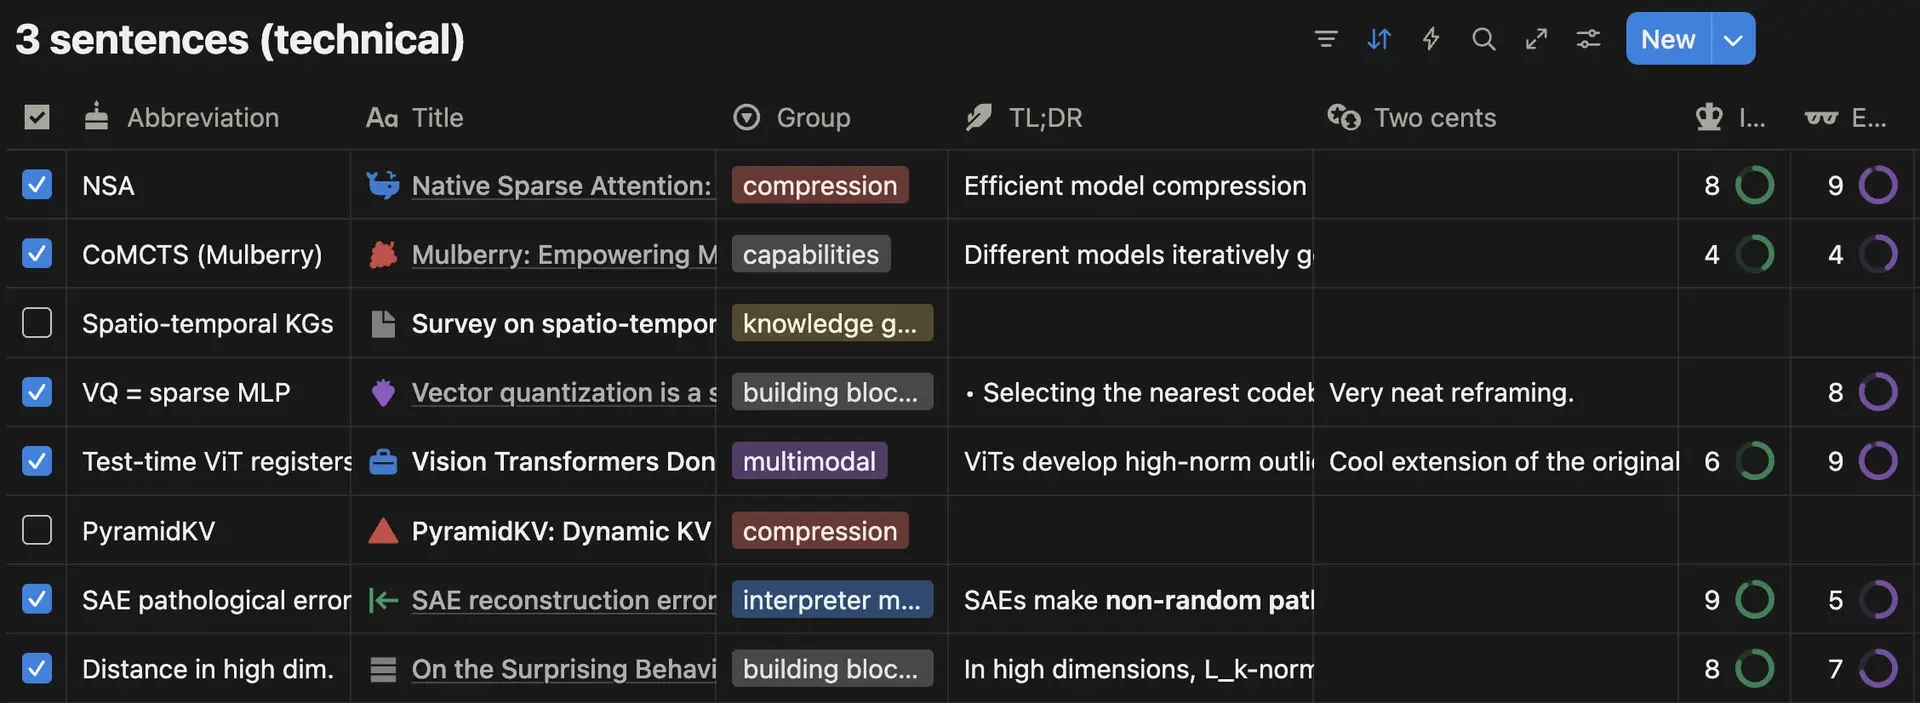 3 sentences (technical)
New
Abbreviation Aa Title Group TL;DR Two cents I... E...
NSA Native Sparse Attention: compression Efficient model compression 8 9
CoMCTS (Mulberry) Mulberry: Empowering M capabilities Different models iteratively g 4 4
Spatio-temporal KGs Survey on spatio-tempor knowledge g...
VQ = sparse MLP Vector quantization is a s building bloc... • Selecting the nearest codeb Very neat reframing. 8
Test-time ViT registers Vision Transformers Don multimodal ViTs develop high-norm outli Cool extension of the original 6 9
PyramidKV PyramidKV: Dynamic KV compression
SAE pathological error SAE reconstruction error interpreter m... SAEs make non-random pat 9 5
Distance in high dim. On the Surprising Behavi building bloc... In high dimensions, L_k-norm 8 7